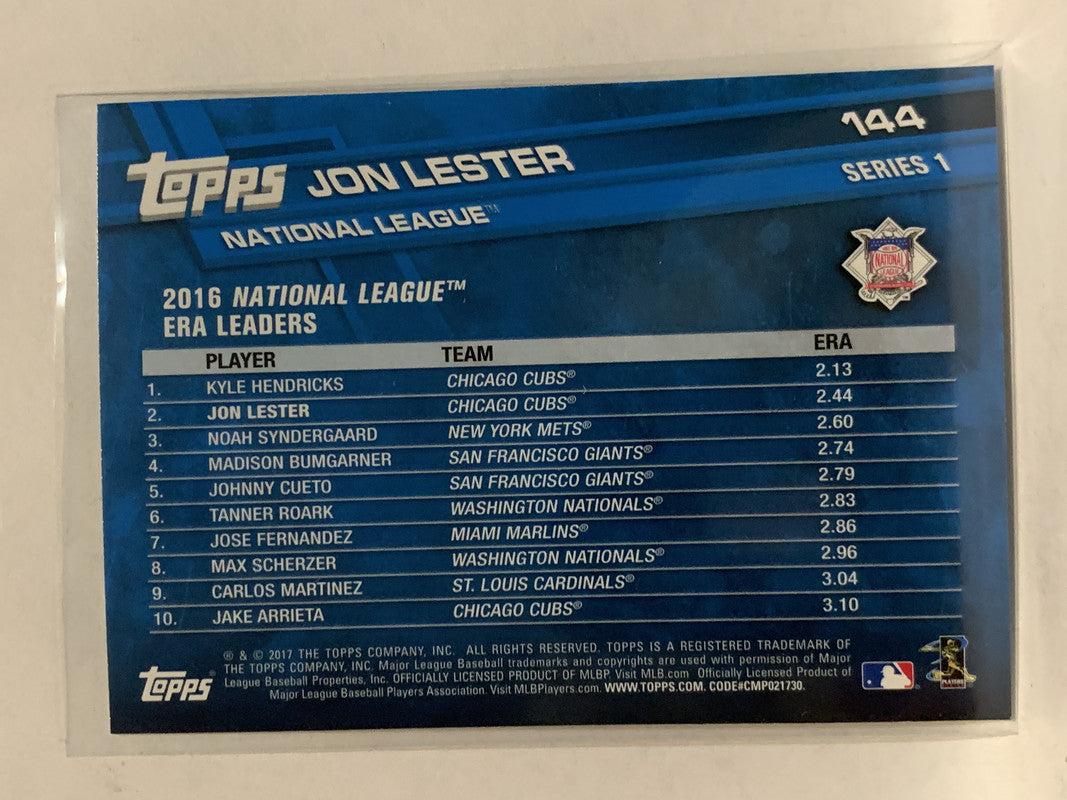 144
TOPPS JON LESTER
SERIES 1
NATIONAL LEAGUE™
NATIONAL
2016 NATIONAL LEAGUE™
ERA LEADERS
PLAYER TEAM ERA
1. KYLE HENDRICKS CHICAGO CUBS® 2.13
2. JON LESTER CHICAGO CUBS® 2.44
3. NOAH SYNDERGAARD NEW YORK METS® 2.60
4. MADISON BUMGARNER SAN FRANCISCO GIANTS® 2.74
5. JOHNNY CUETO SAN FRANCISCO GIANTS® 2.79
6. TANNER ROARK WASHINGTON NATIONALS® 2.83
7. JOSE FERNANDEZ MIAMI MARLINS® 2.86
8. MAX SCHERZER WASHINGTON NATIONALS® 2.96
9. CARLOS MARTINEZ ST. LOUIS CARDINALS® 3.04
10. JAKE ARRIETA CHICAGO CUBS® 3.10
® & © 2017 THE TOPPS COMPANY, INC. ALL RIGHTS RESERVED. TOPPS IS A REGISTERED TRADEMARK OF
THE TOPPS COMPANY, INC. Major League Baseball trademarks and copyrights are used with permission of Major
League Baseball Properties, Inc. OFFICIALLY LICENSED PRODUCT OF MLBP. Visit MLB.com Officially Licensed Product of
Major League Baseball Players Association. Visit MLBPlayers.com. WWW.TOPPS.COM. CODE#CMP021730.
TOPPS
PLAYERS